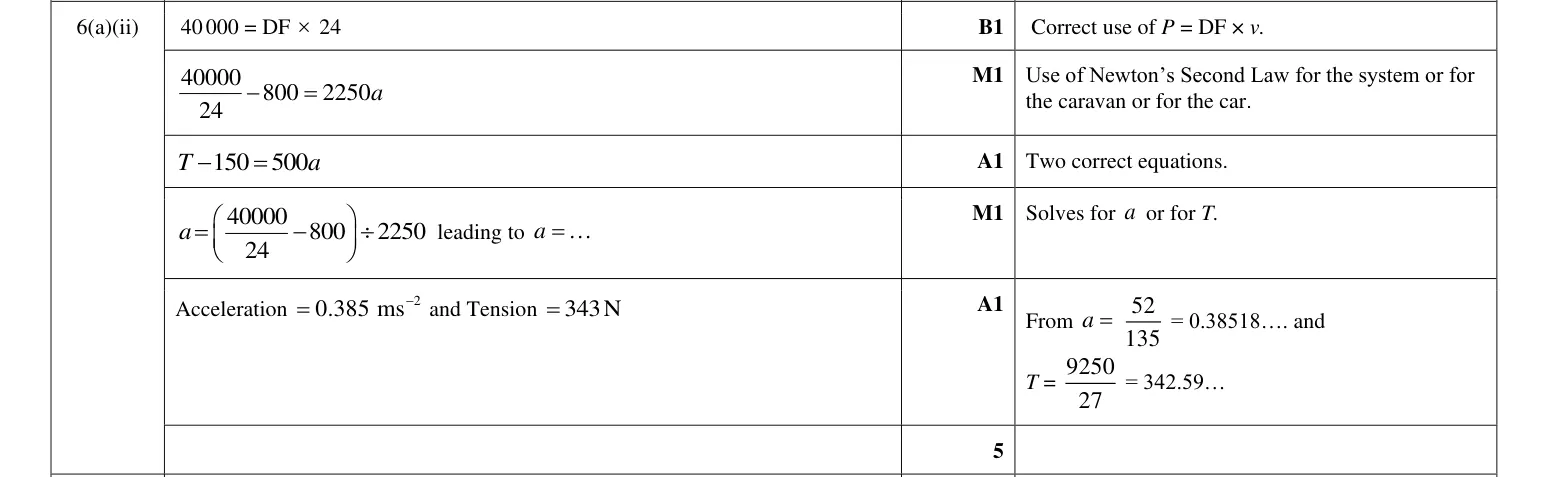 6(a)(ii) 40 000 = DF × 24 B1 Correct use of P = DF × v.
40000/24 − 800 = 2250a M1 Use of Newton's Second Law for the system or for
the caravan or for the car.
T − 150 = 500a A1 Two correct equations.
a = (40000/24 − 800) ÷ 2250 leading to a = … M1 Solves for a or for T.
Acceleration = 0.385 ms⁻² and Tension = 343 N A1
From a = 52/135 = 0.38518…. and
T = 9250/27 = 342.59…
5